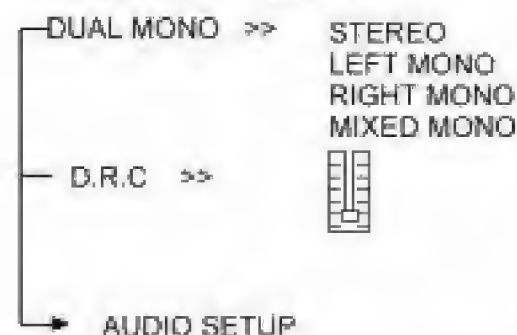 DUAL MONO >> STEREO
LEFT MONO
RIGHT MONO
MIXED MONO
D.R.C >>
AUDIO SETUP